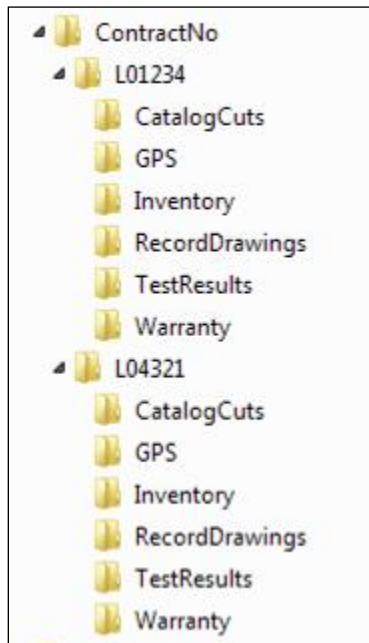 ContractNo
L01234
CatalogCuts
GPS
Inventory
RecordDrawings
TestResults
Warranty
L04321
CatalogCuts
GPS
Inventory
RecordDrawings
TestResults
Warranty